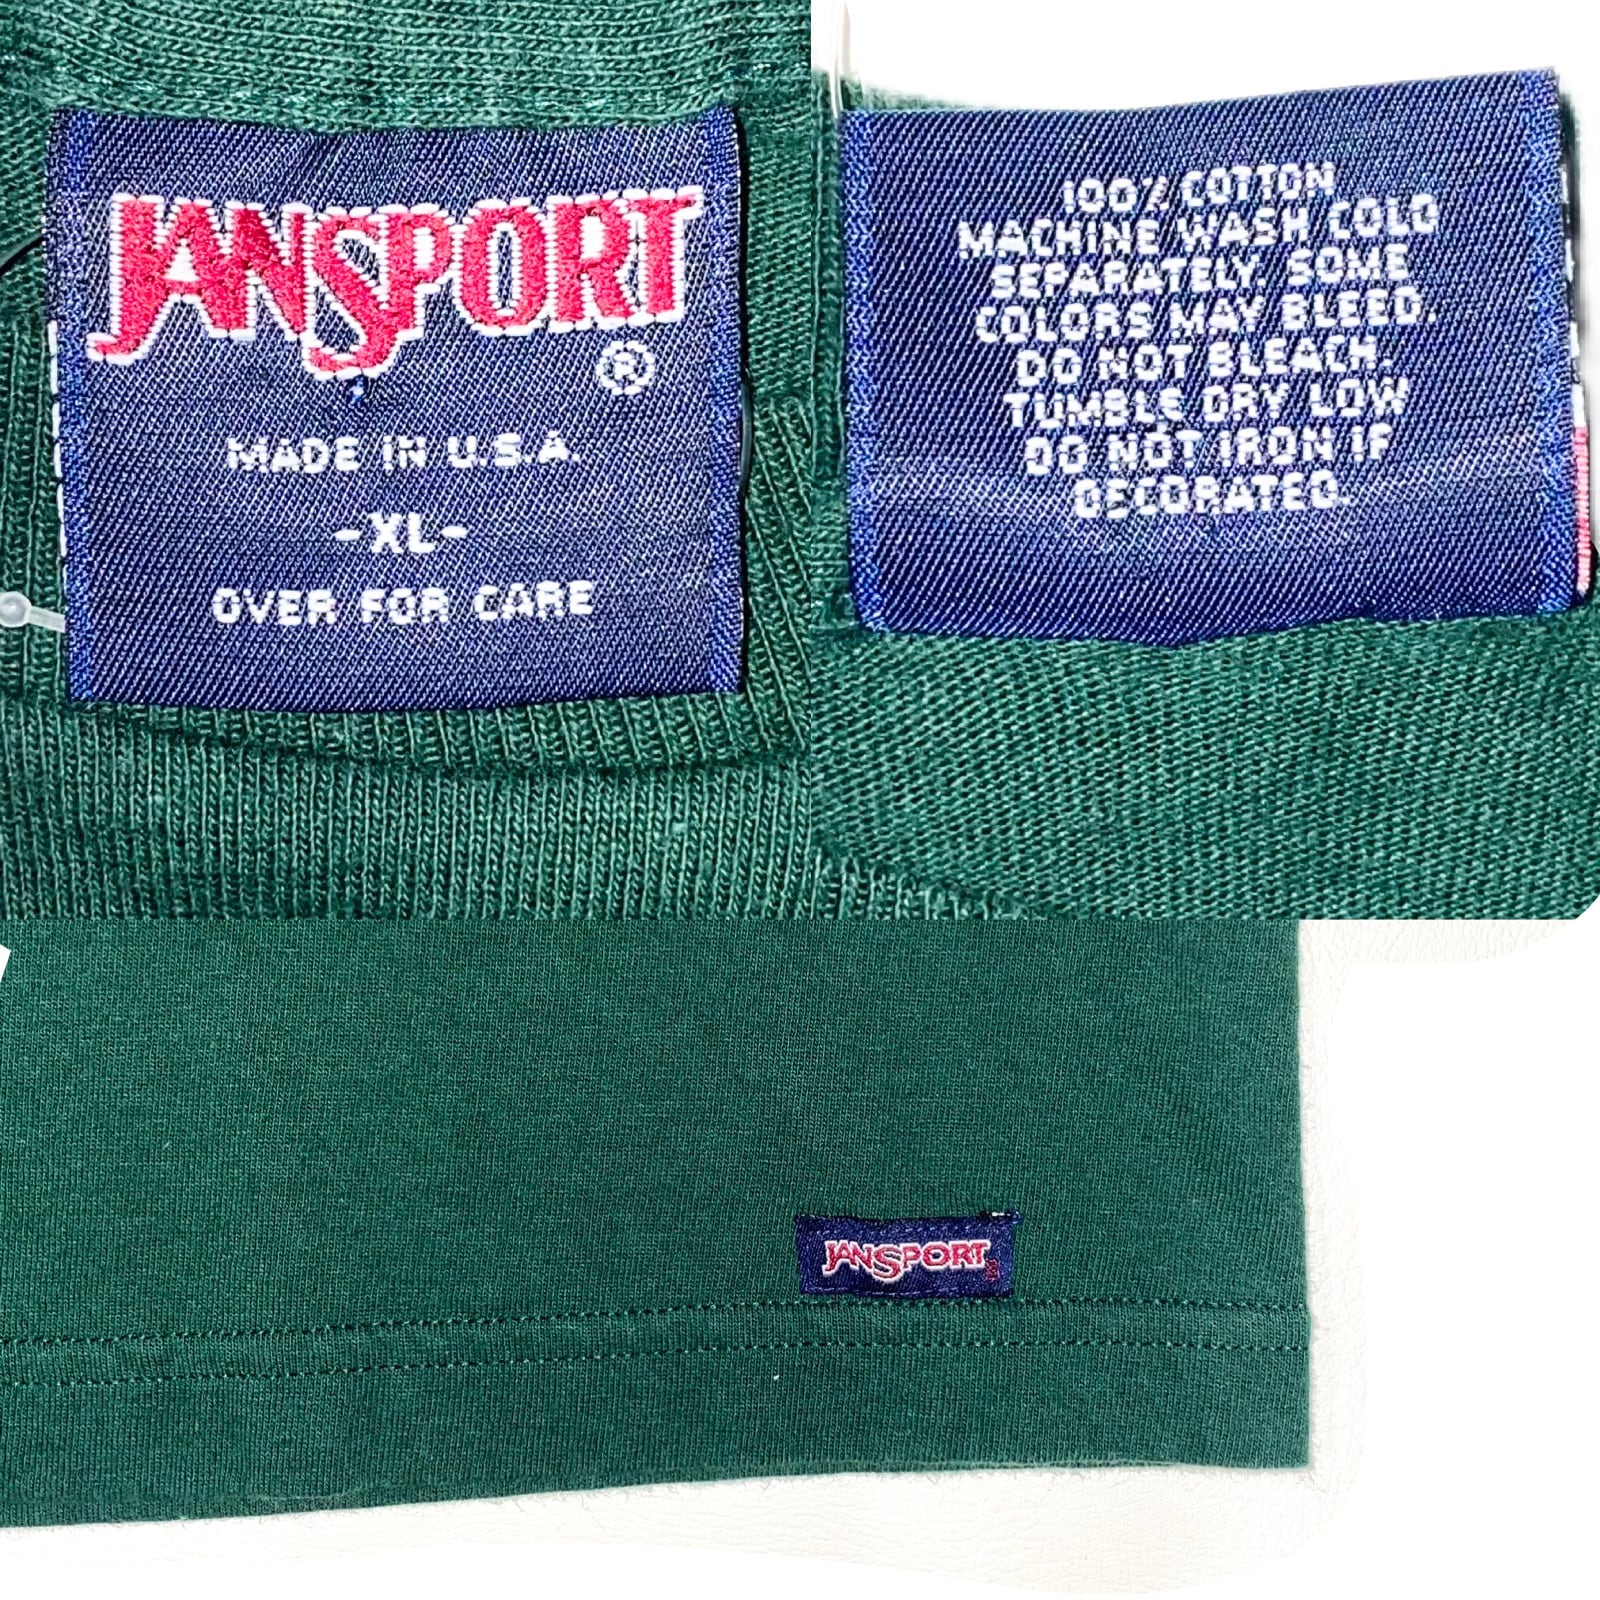 JANSPORT
®
MADE IN U.S.A.
-XL-
OVER FOR CARE
100% COTTON
MACHINE WASH COLD
SEPARATELY. SOME
COLORS MAY BLEED.
DO NOT BLEACH.
TUMBLE DRY LOW
DO NOT IRON IF
DECORATED.
JANSPORT